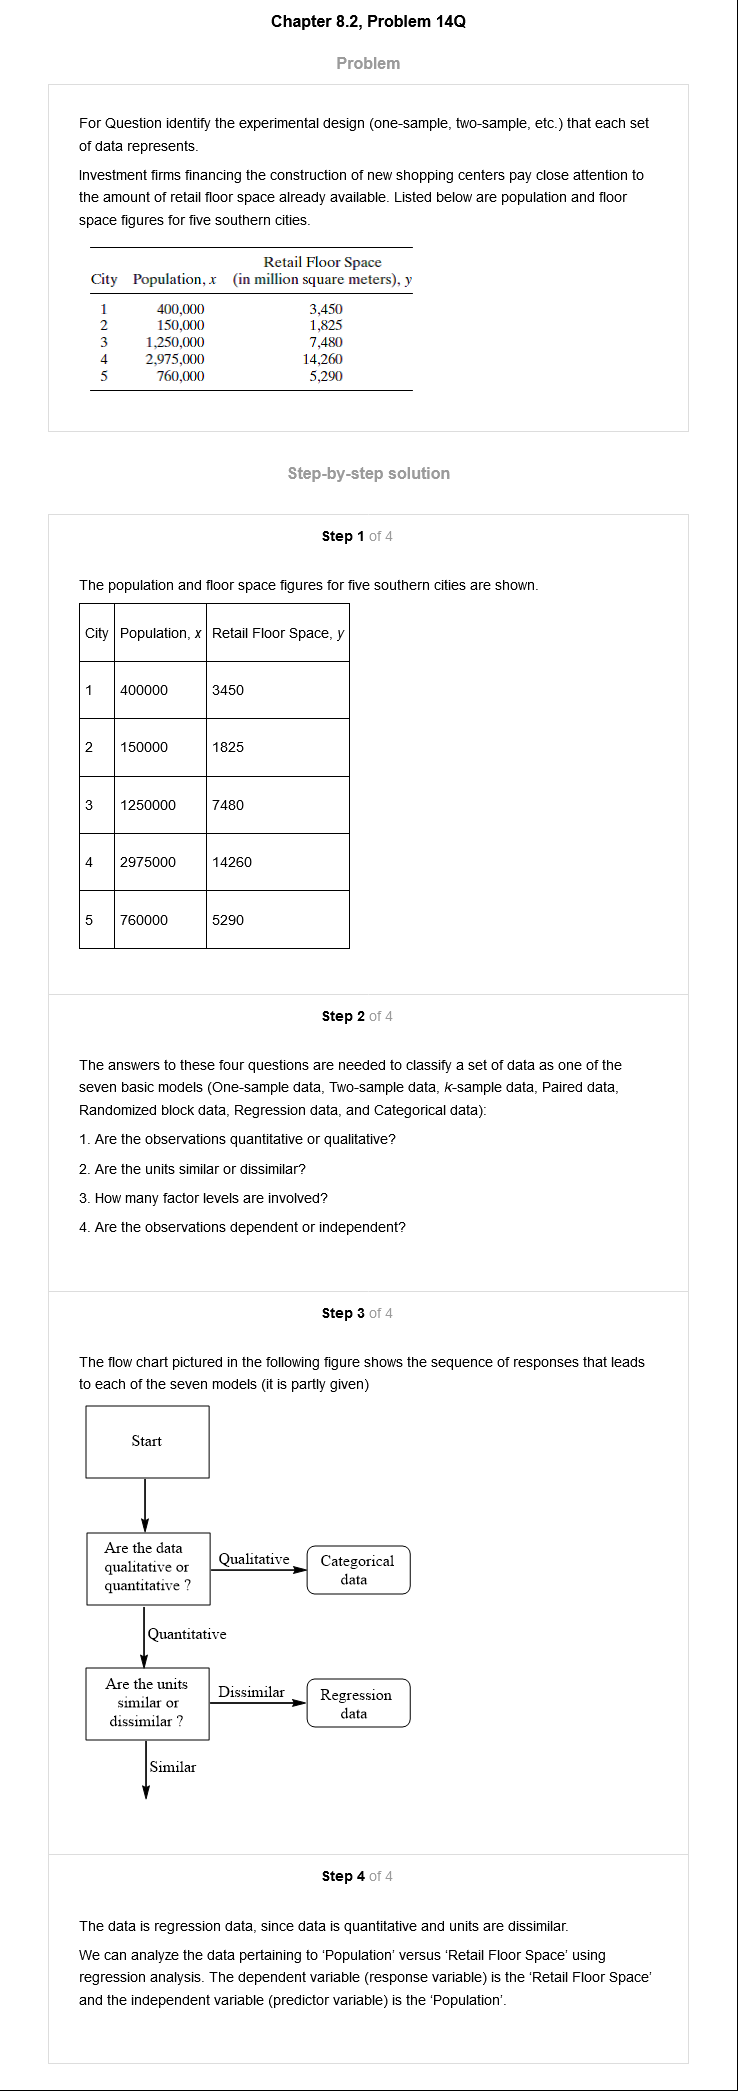 Chapter 8.2, Problem 14Q
Problem
For Question identify the experimental design (one-sample, two-sample, etc.) that each set
of data represents.
Investment firms financing the construction of new shopping centers pay close attention to
the amount of retail floor space already available. Listed below are population and floor
space figures for five southern cities.
Retail Floor Space
City Population, x (in million square meters), y
1 400,000 3,450
2 150,000 1,825
3 1,250,000 7,480
4 2,975,000 14,260
5 760,000 5,290
Step-by-step solution
Step 1 of 4
The population and floor space figures for five southern cities are shown.
City Population, x Retail Floor Space, y
1 400000 3450
2 150000 1825
3 1250000 7480
4 2975000 14260
5 760000 5290
Step 2 of 4
The answers to these four questions are needed to classify a set of data as one of the
seven basic models (One-sample data, Two-sample data, k-sample data, Paired data,
Randomized block data, Regression data, and Categorical data):
1. Are the observations quantitative or qualitative?
2. Are the units similar or dissimilar?
3. How many factor levels are involved?
4. Are the observations dependent or independent?
Step 3 of 4
The flow chart pictured in the following figure shows the sequence of responses that leads
to each of the seven models (it is partly given)
Start
Are the data
qualitative or
quantitative ?
Qualitative
Categorical
data
Quantitative
Are the units
similar or
dissimilar ?
Dissimilar
Regression
data
Similar
Step 4 of 4
The data is regression data, since data is quantitative and units are dissimilar.
We can analyze the data pertaining to ‘Population’ versus ‘Retail Floor Space’ using
regression analysis. The dependent variable (response variable) is the ‘Retail Floor Space’
and the independent variable (predictor variable) is the ‘Population’.